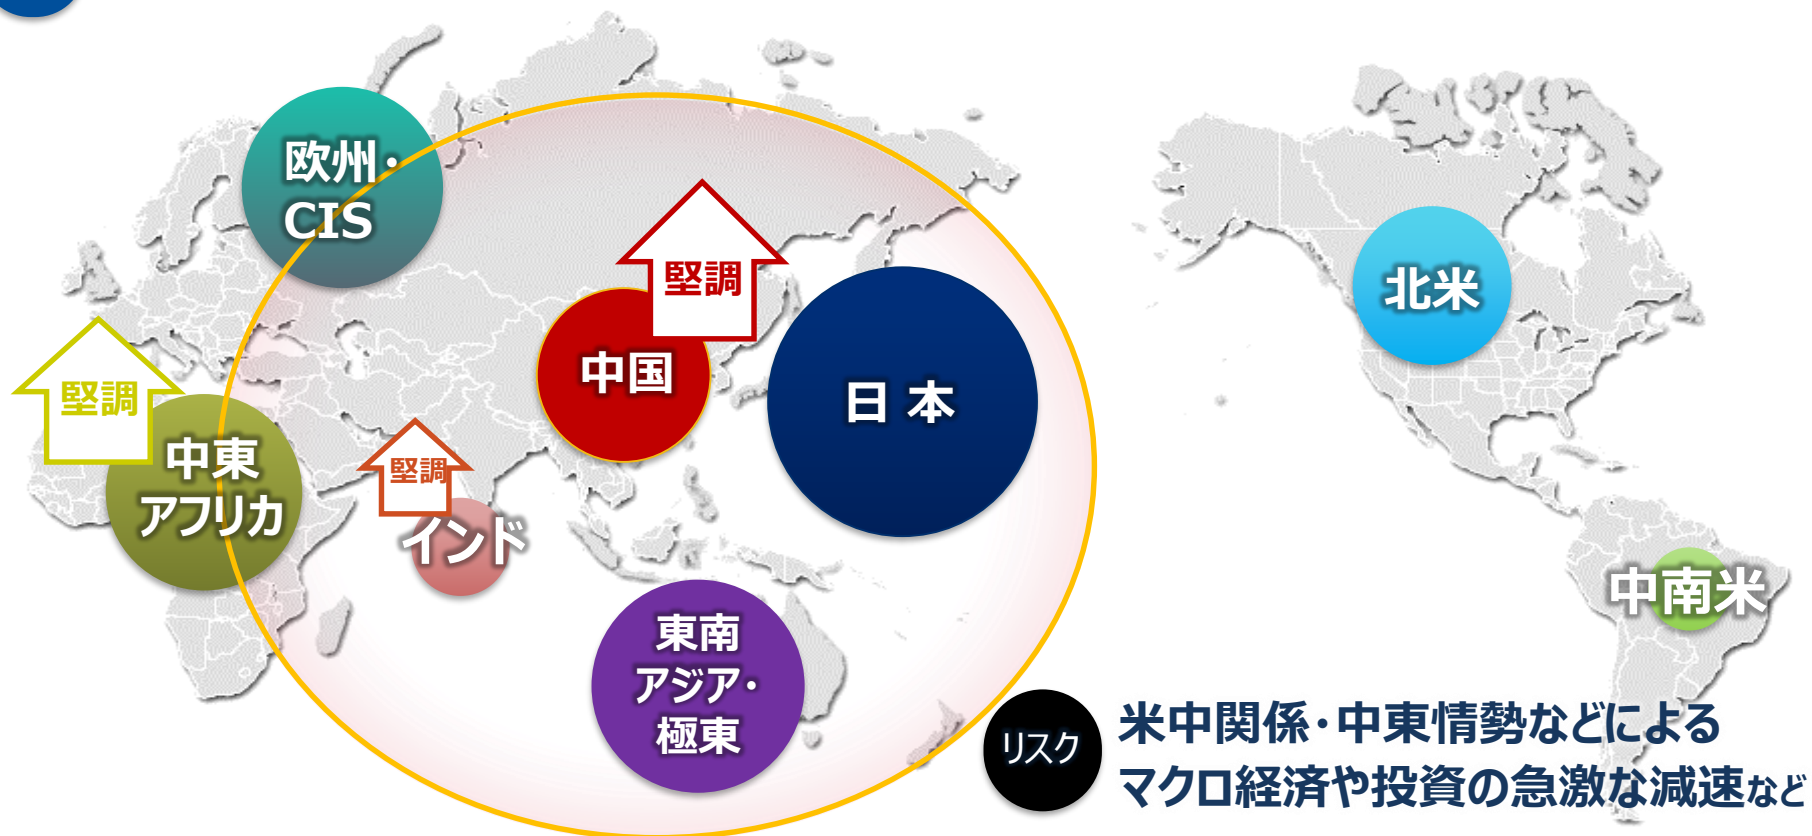 欧州・
CIS
堅調
中国
日 本
北米
堅調
中東
アフリカ
堅調
インド
東南
アジア・
極東
中南米
リスク
米中関係・中東情勢などによる
マクロ経済や投資の急激な減速など